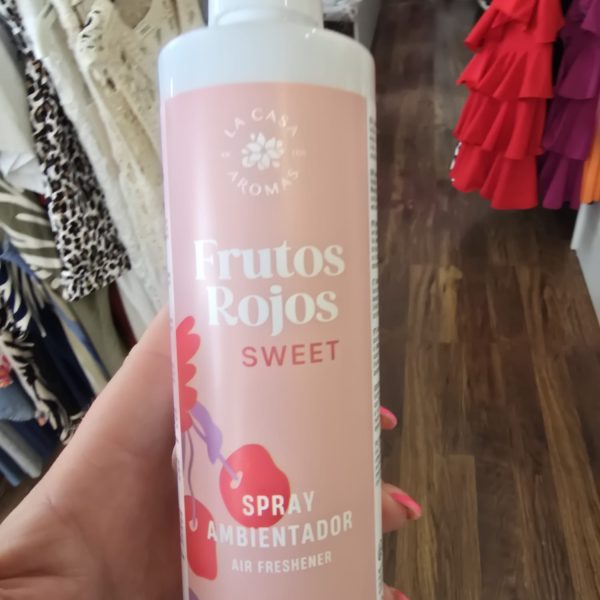 LA CASA
AROMAS
Frutos
Rojos
SWEET
SPRAY
AMBIENTADOR
AIR FRESHENER